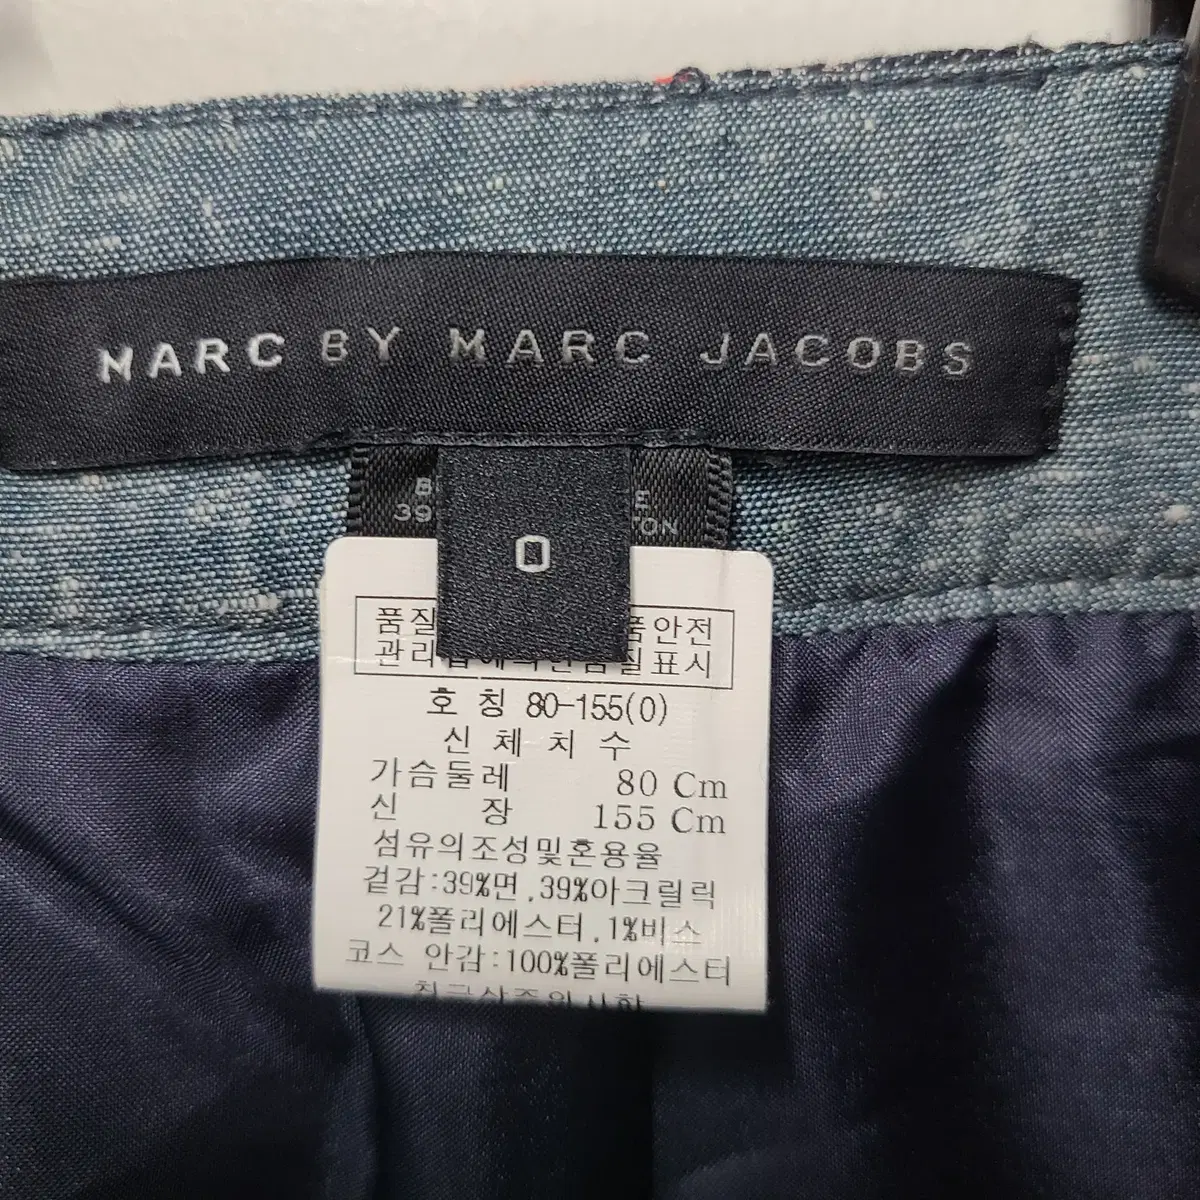 MARC BY MARC JACOBS
39
0
품질
안전
관리
표시
호 칭 80-155(0)
신 체 치 수
가슴둘레 80 Cm
신 장 155 Cm
섬유의조성및혼용율
겉감:39%면,39%아크릴릭
21%폴리에스터,1%비스
코스 안감:100%폴리에스터